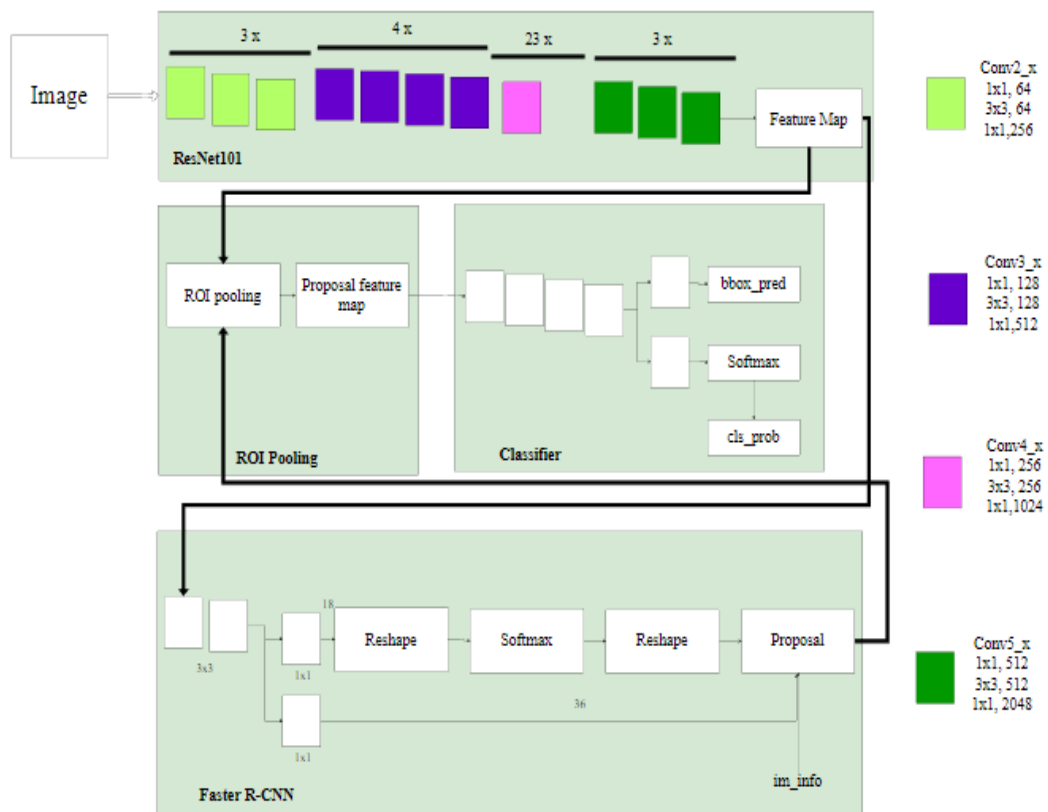 3 x
4 x
23 x
3 x
Image
Feature Map
ResNet101
Conv2_x
1x1, 64
3x3, 64
1x1,256
ROI pooling
Proposal feature
map
bbox_pred
Softmax
cls_prob
ROI Pooling
Classifier
Conv3_x
1x1, 128
3x3, 128
1x1,512
Conv4_x
1x1, 256
3x3, 256
1x1,1024
18
Reshape
Softmax
Reshape
Proposal
3x3
1x1
36
1x1
im_info
Faster R-CNN
Conv5_x
1x1, 512
3x3, 512
1x1, 2048